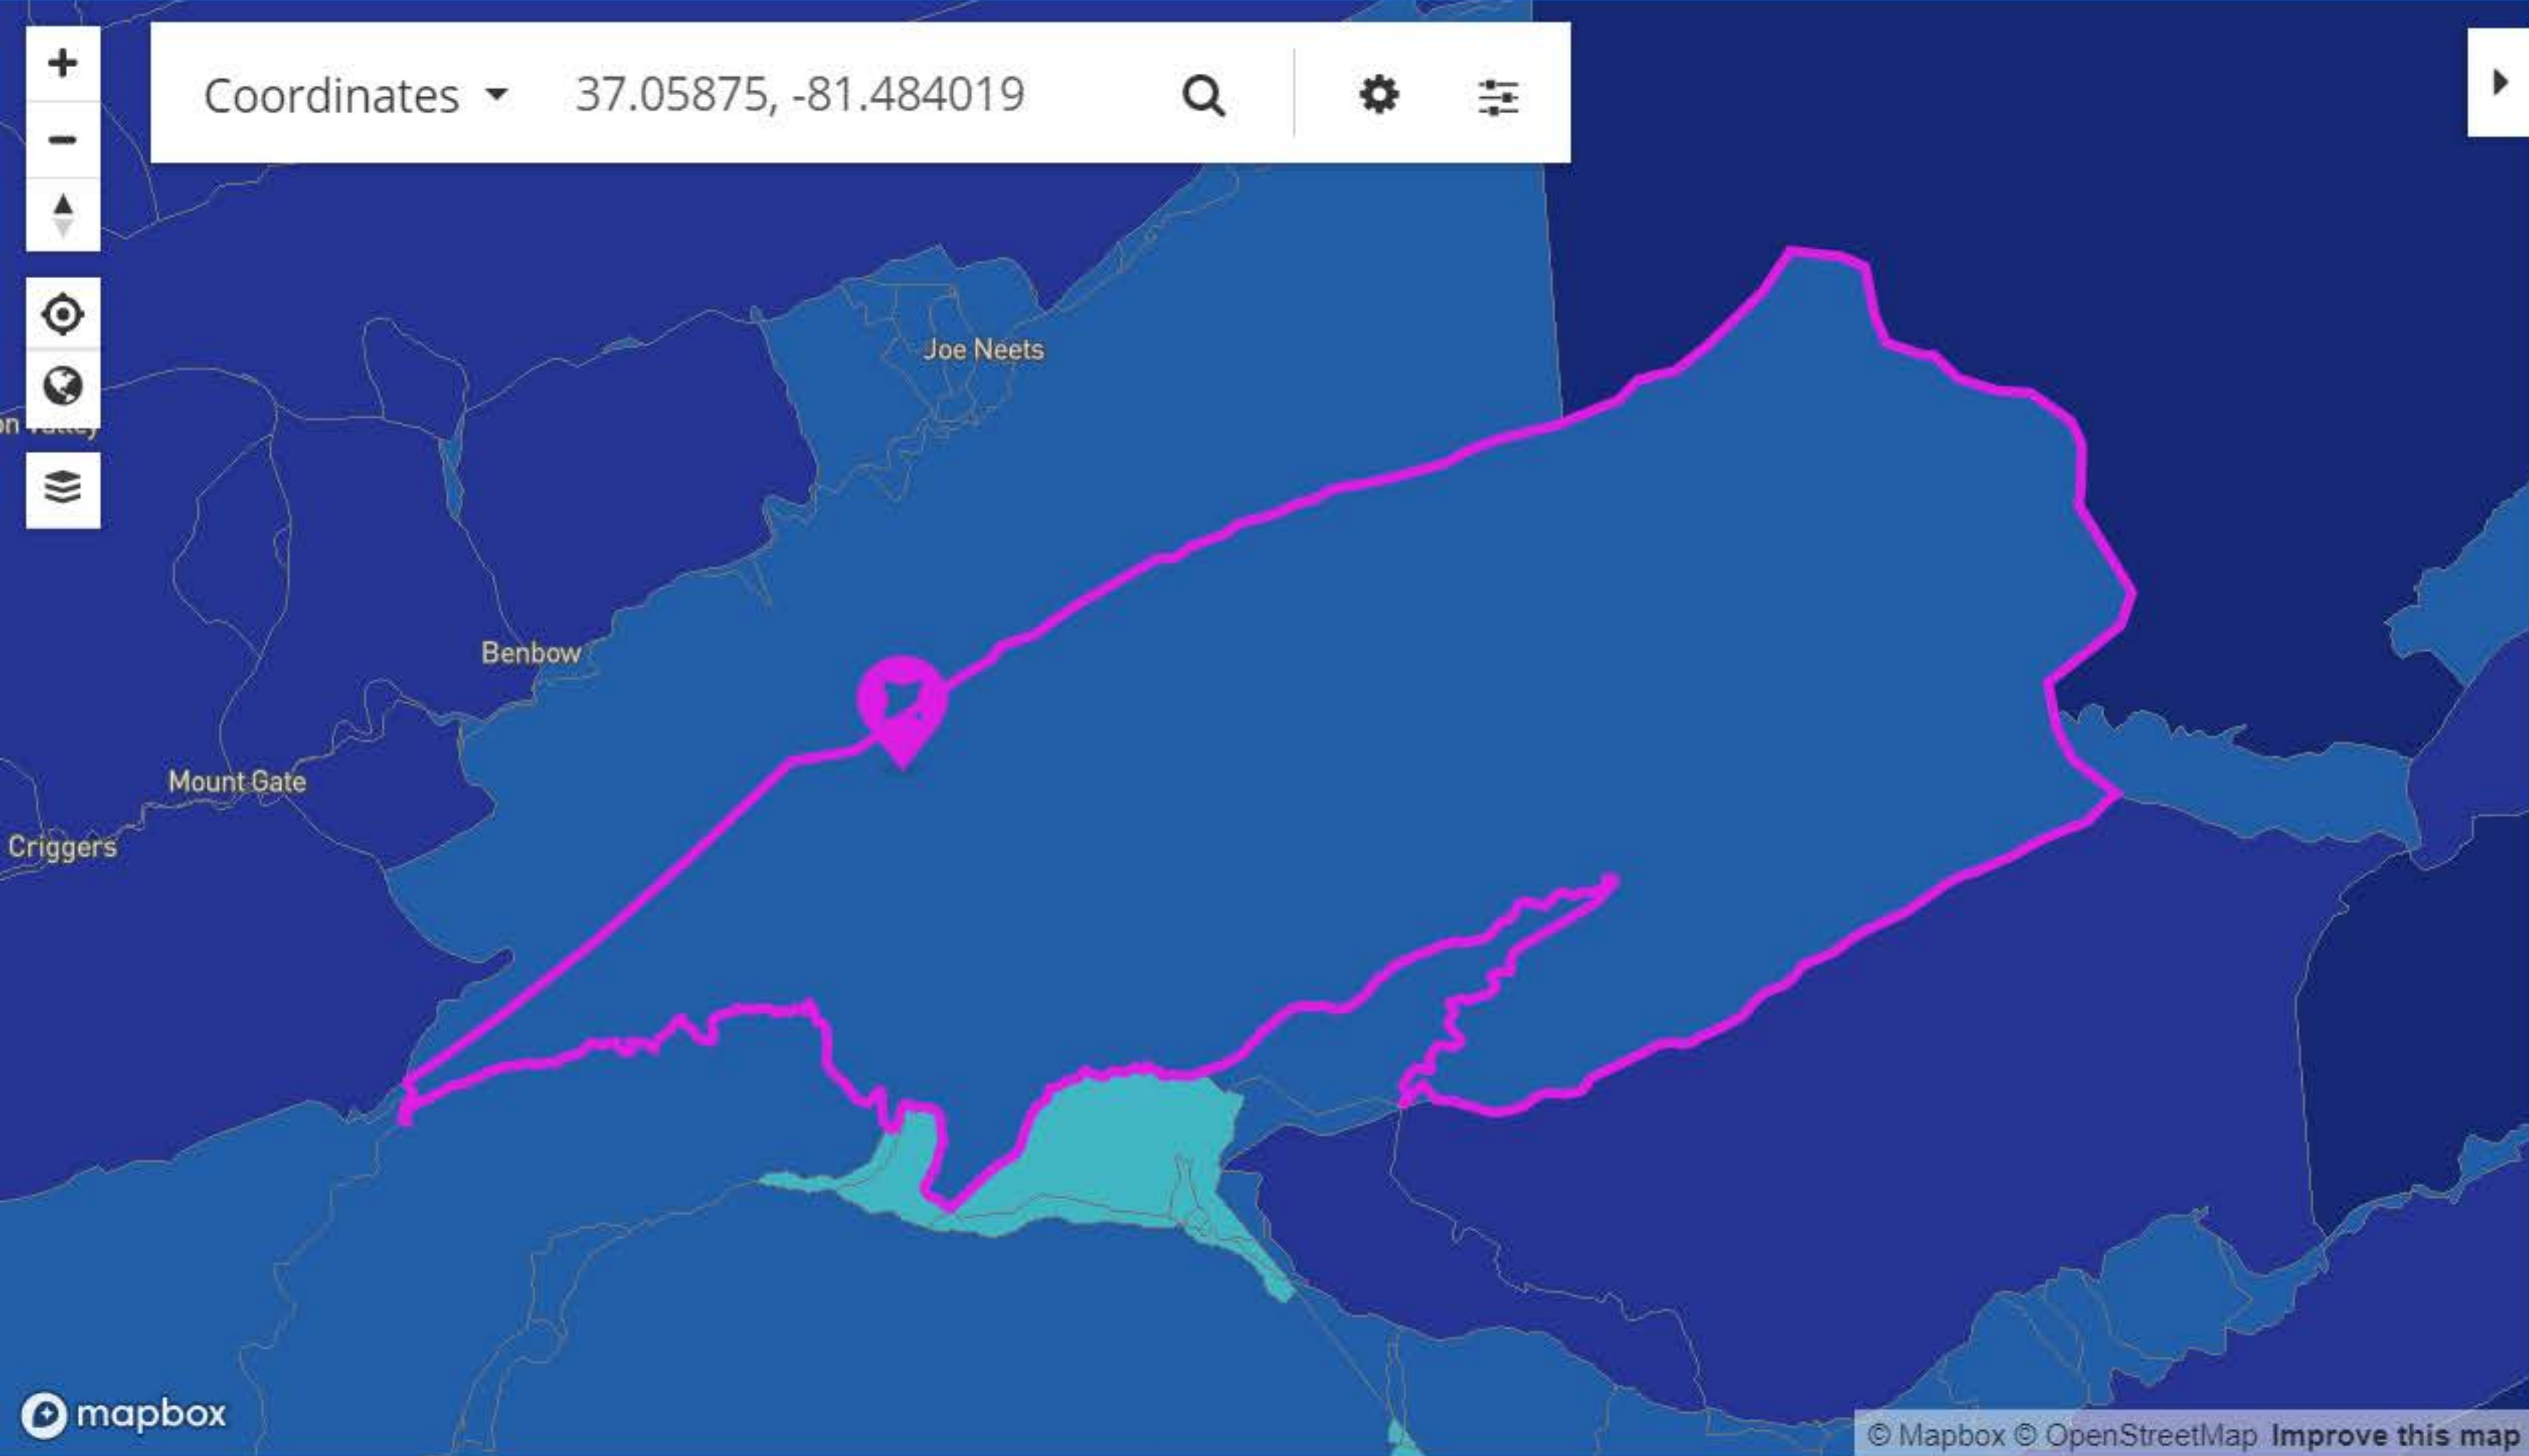 Coordinates 37.05875, -81.484019
Joe Neets
Benbow
Mount Gate
Criggers
mapbox
© Mapbox © OpenStreetMap Improve this map